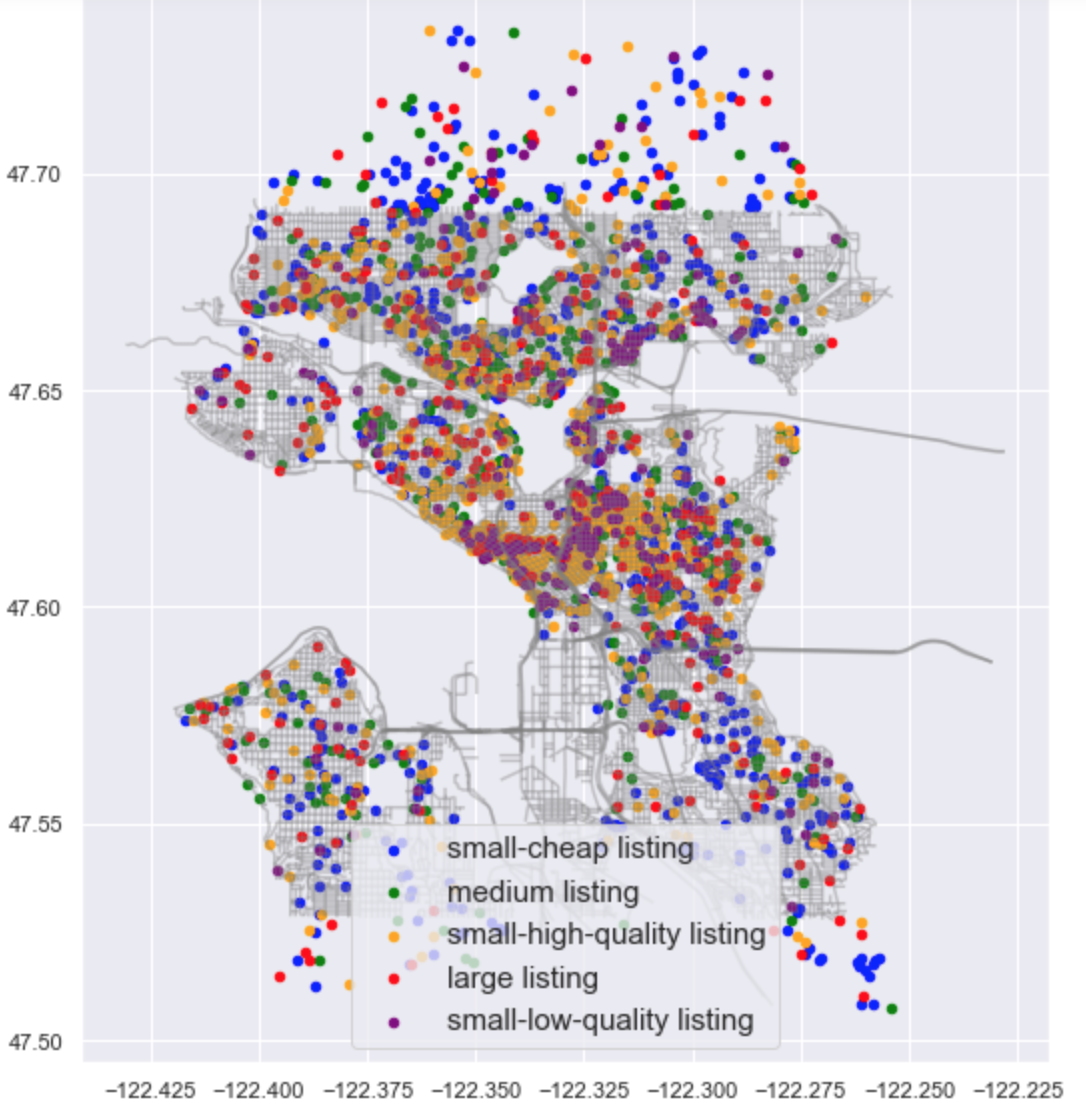 47.70
47.65
47.60
47.55
47.50
small-cheap listing
medium listing
small-high-quality listing
large listing
small-low-quality listing
−122.425 −122.400 −122.375 −122.350 −122.325 −122.300 −122.275 −122.250 −122.225